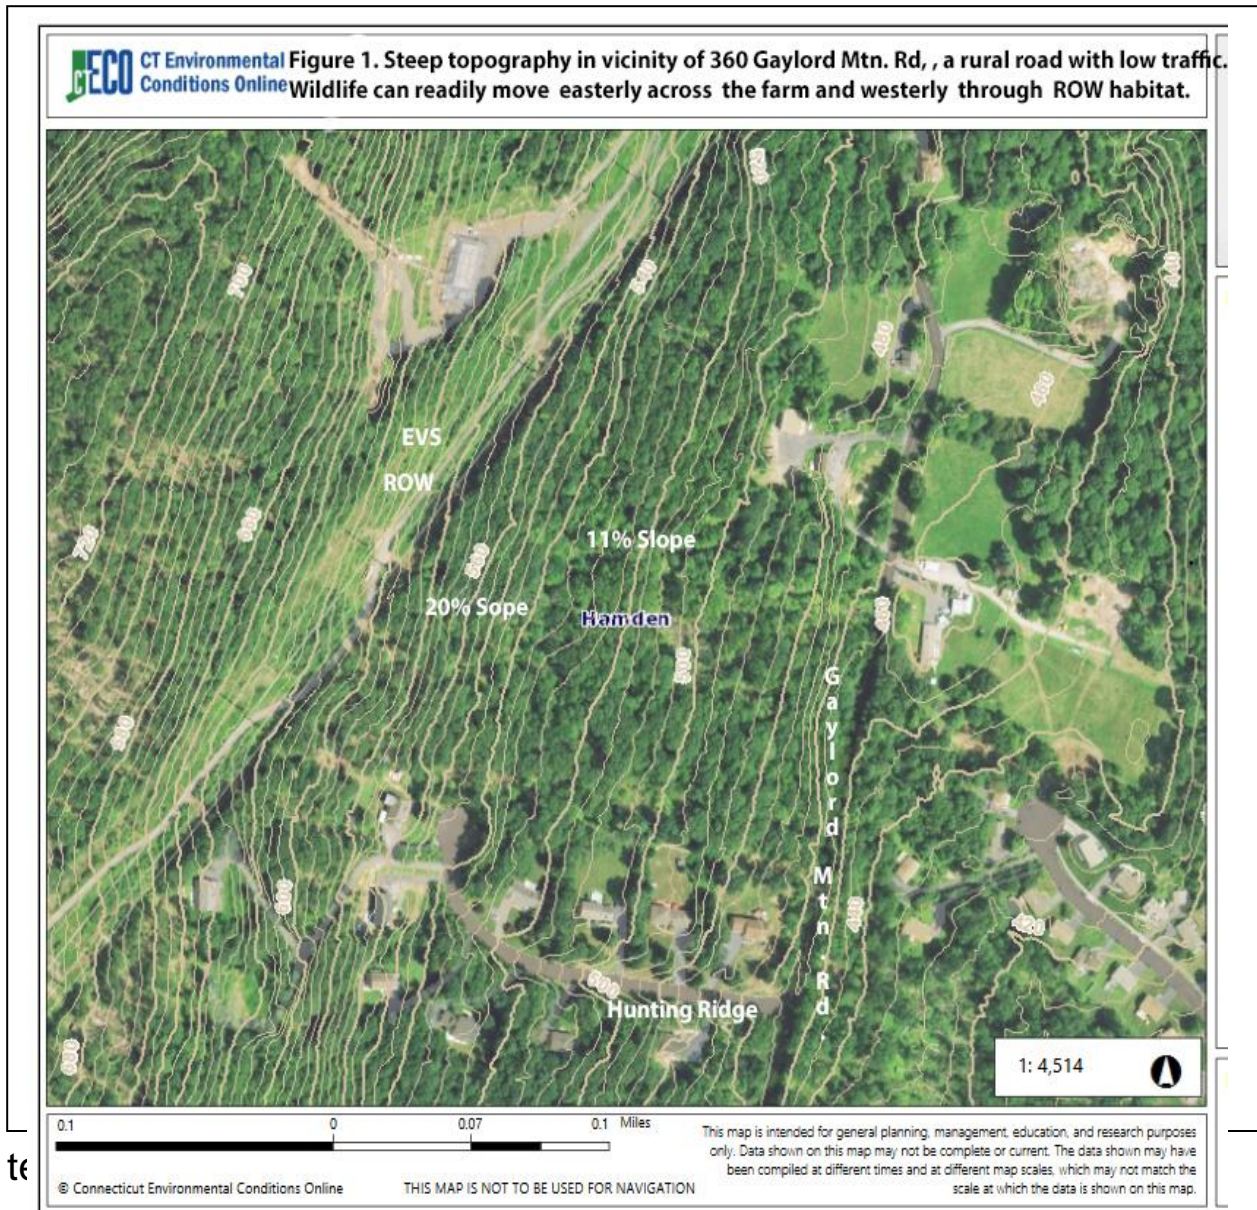 CT ECO CT Environmental Conditions Online
Figure 1. Steep topography in vicinity of 360 Gaylord Mtn. Rd, , a rural road with low traffic.
Wildlife can readily move easterly across the farm and westerly through ROW habitat.
540
700
440
480
460
EVS
ROW
11% Slope
720
20% Sope
Hamden
500
Gaylord Mtn. Rd
600
440
420
500
Hunting Ridge
1: 4,514
0.1 0 0.07 0.1 Miles
This map is intended for general planning, management, education, and research purposes
only. Data shown on this map may not be complete or current. The data shown may have
been compiled at different times and at different map scales, which may not match the
scale at which the data is shown on this map.
© Connecticut Environmental Conditions Online THIS MAP IS NOT TO BE USED FOR NAVIGATION